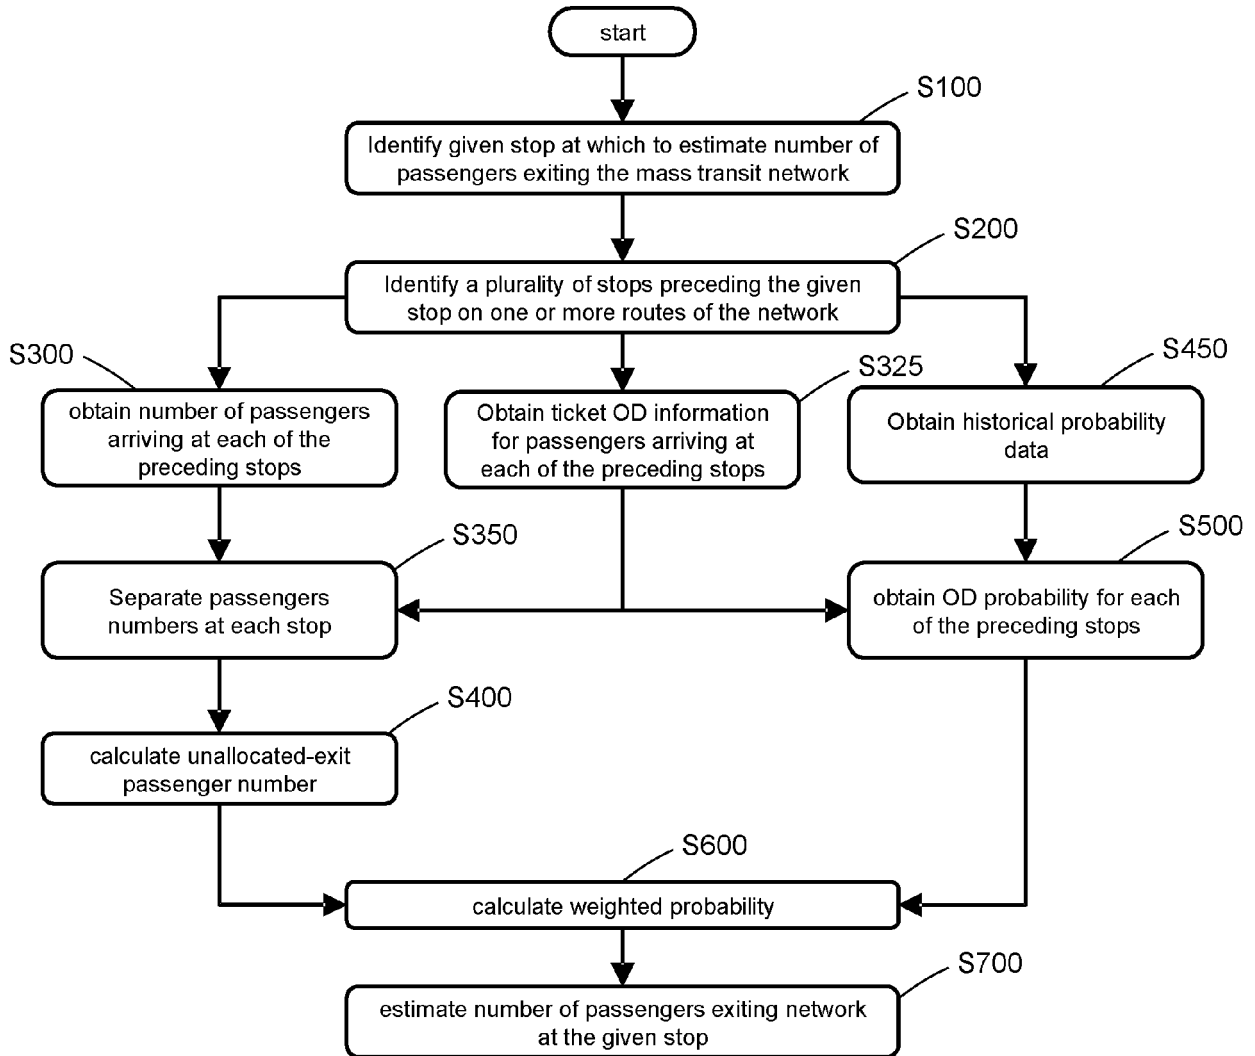 start
S100
Identify given stop at which to estimate number of
passengers exiting the mass transit network
S200
Identify a plurality of stops preceding the given
stop on one or more routes of the network
S300
obtain number of passengers
arriving at each of the
preceding stops
S325
Obtain ticket OD information
for passengers arriving at
each of the preceding stops
S450
Obtain historical probability
data
S350
Separate passengers
numbers at each stop
S500
obtain OD probability for each
of the preceding stops
S400
calculate unallocated-exit
passenger number
S600
calculate weighted probability
S700
estimate number of passengers exiting network
at the given stop